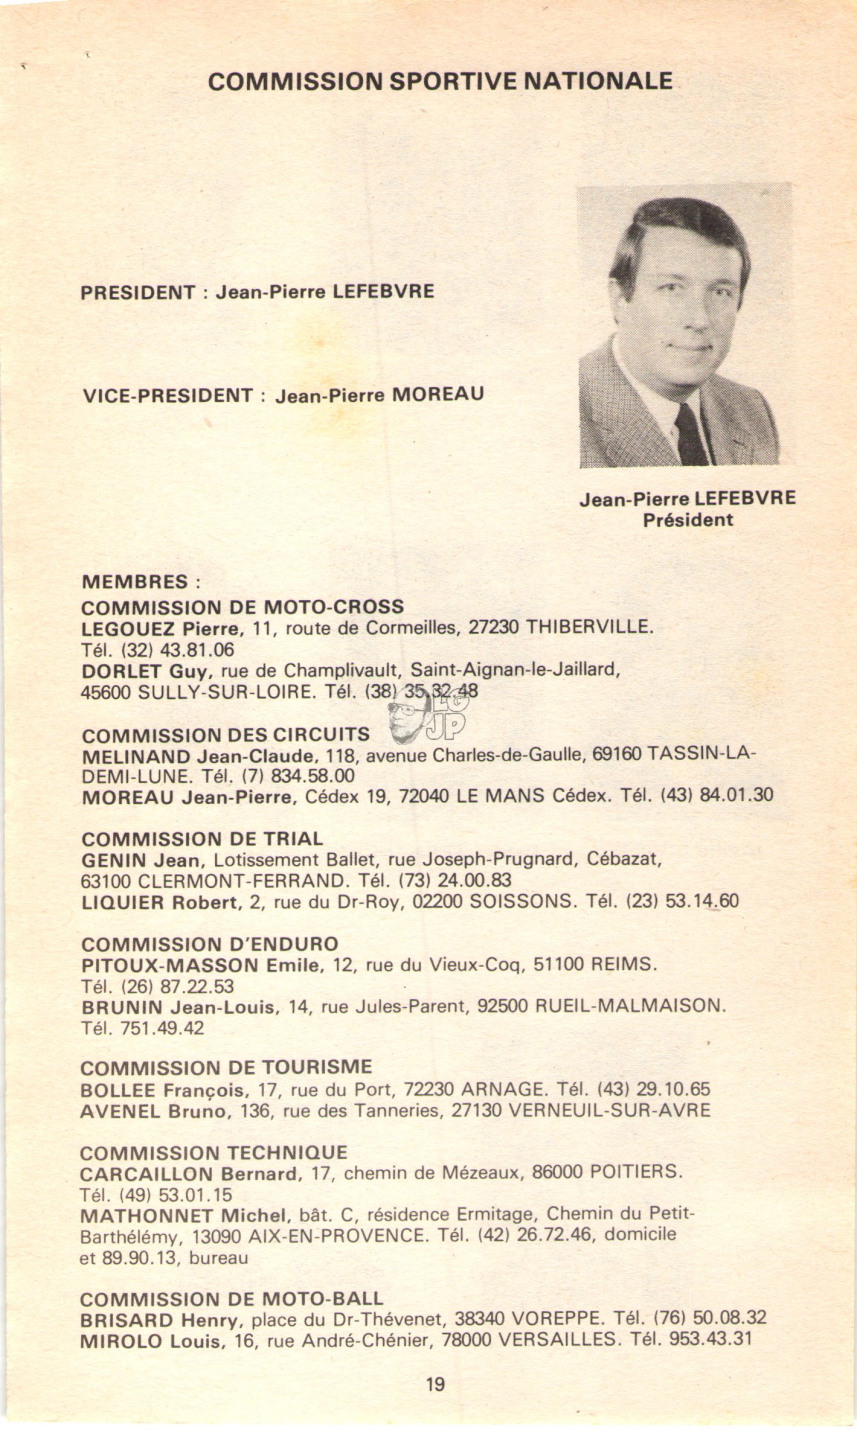 COMMISSION SPORTIVE NATIONALE
PRESIDENT : Jean-Pierre LEFEBVRE
VICE-PRESIDENT : Jean-Pierre MOREAU
Jean-Pierre LEFEBVRE
Président
MEMBRES :
COMMISSION DE MOTO-CROSS
LEGOUEZ Pierre, 11, route de Cormeilles, 27230 THIBERVILLE.
Tél. (32) 43.81.06
DORLET Guy, rue de Champlivault, Saint-Aignan-le-Jaillard,
45600 SULLY-SUR-LOIRE. Tél. (38) 35.32.48
LG
JP
COMMISSION DES CIRCUITS
MELINAND Jean-Claude, 118, avenue Charles-de-Gaulle, 69160 TASSIN-LA-
DEMI-LUNE. Tél. (7) 834.58.00
MOREAU Jean-Pierre, Cédex 19, 72040 LE MANS Cédex. Tél. (43) 84.01.30
COMMISSION DE TRIAL
GENIN Jean, Lotissement Ballet, rue Joseph-Prugnard, Cébazat,
63100 CLERMONT-FERRAND. Tél. (73) 24.00.83
LIQUIER Robert, 2, rue du Dr-Roy, 02200 SOISSONS. Tél. (23) 53.14.60
COMMISSION D'ENDURO
PITOUX-MASSON Emile, 12, rue du Vieux-Coq, 51100 REIMS.
Tél. (26) 87.22.53
BRUNIN Jean-Louis, 14, rue Jules-Parent, 92500 RUEIL-MALMAISON.
Tél. 751.49.42
COMMISSION DE TOURISME
BOLLEE François, 17, rue du Port, 72230 ARNAGE. Tél. (43) 29.10.65
AVENEL Bruno, 136, rue des Tanneries, 27130 VERNEUIL-SUR-AVRE
COMMISSION TECHNIQUE
CARCAILLON Bernard, 17, chemin de Mézeaux, 86000 POITIERS.
Tél. (49) 53.01.15
MATHONNET Michel, bât. C, résidence Ermitage, Chemin du Petit-
Barthélémy, 13090 AIX-EN-PROVENCE. Tél. (42) 26.72.46, domicile
et 89.90.13, bureau
COMMISSION DE MOTO-BALL
BRISARD Henry, place du Dr-Thévenet, 38340 VOREPPE. Tél. (76) 50.08.32
MIROLO Louis, 16, rue André-Chénier, 78000 VERSAILLES. Tél. 953.43.31
19